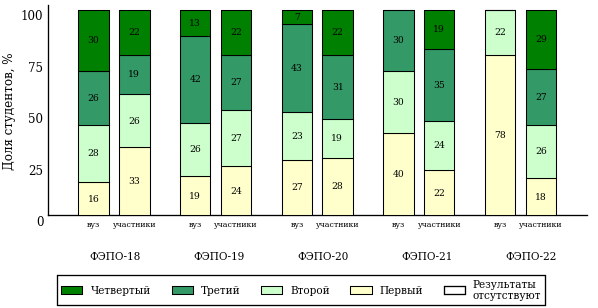 Доля студентов, %
100
75
50
25
0
30 22 13 22 7 22 30 19 22 29
26 19 42 27 43 31 30 35 78 27
28 26 26 27 23 19 40 24 26
16 33 19 24 27 28 22 18
вуз участники вуз участники вуз участники вуз участники вуз участники
ФЭПО-18 ФЭПО-19 ФЭПО-20 ФЭПО-21 ФЭПО-22
Четвертый Третий Второй Первый Результаты
отсутствуют